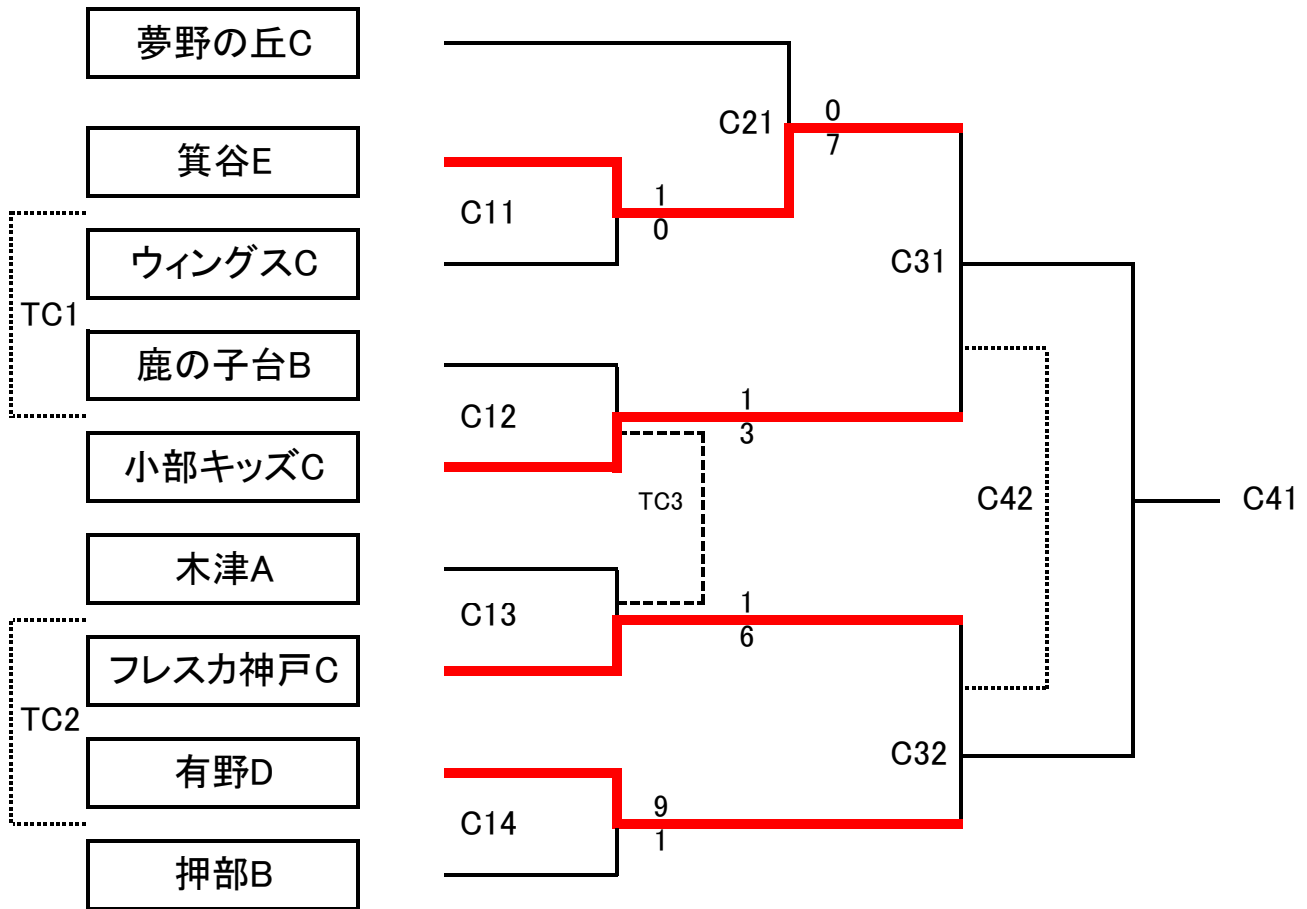 夢野の丘C
箕谷E
ウィングスC
鹿の子台B
小部キッズC
木津A
フレスカ神戸C
有野D
押部B
TC1
TC2
C11
1
0
C12
1
3
TC3
C13
1
6
C14
9
1
C21
0
7
C31
C32
C42
C41